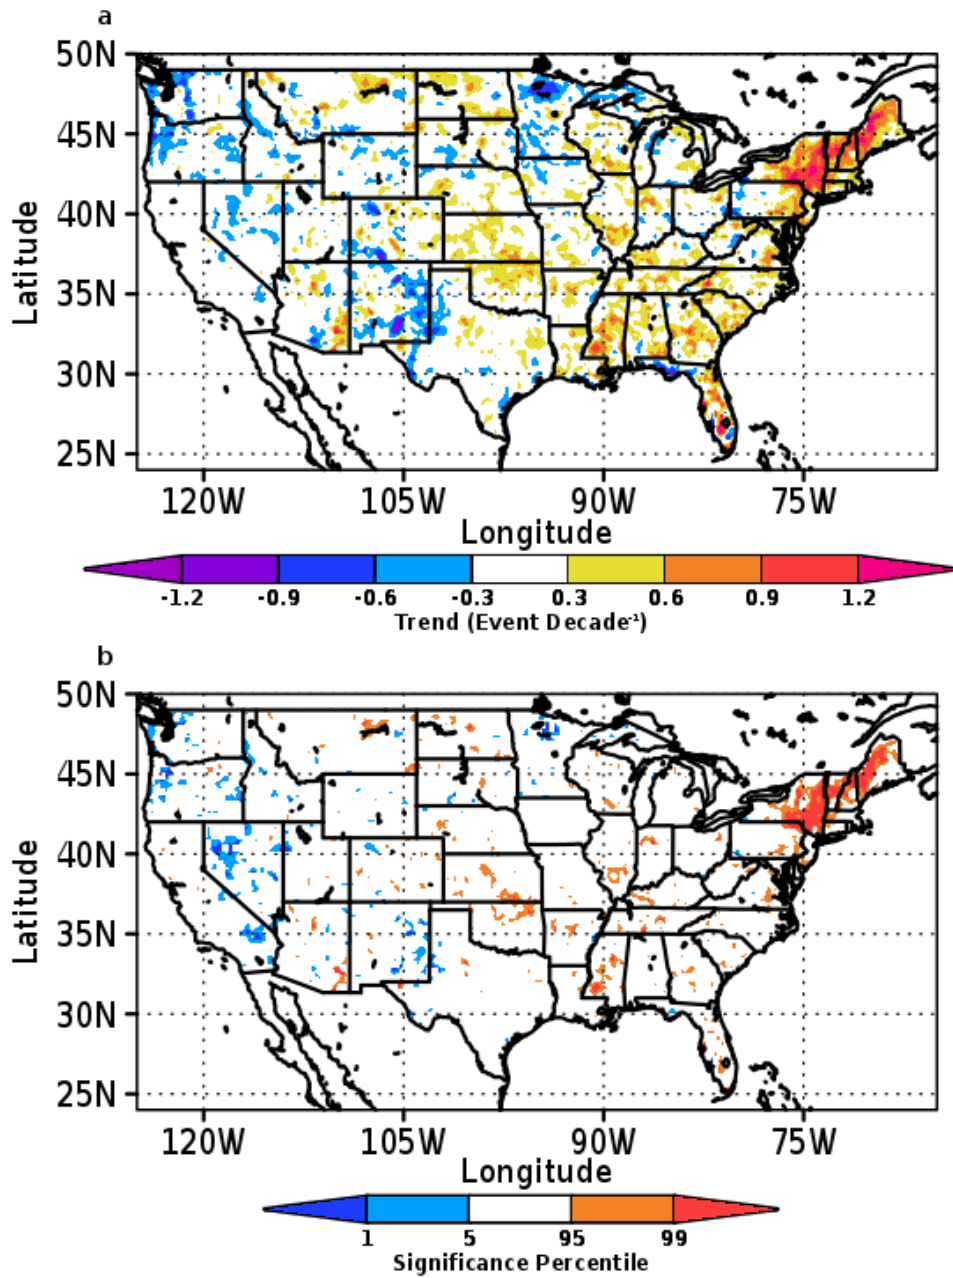 a
50N
45N
40N
35N
30N
25N
Latitude
120W 105W 90W 75W
Longitude
-1.2 -0.9 -0.6 -0.3 0.3 0.6 0.9 1.2
Trend (Event Decade⁻¹)
b
50N
45N
40N
35N
30N
25N
Latitude
120W 105W 90W 75W
Longitude
1 5 95 99
Significance Percentile